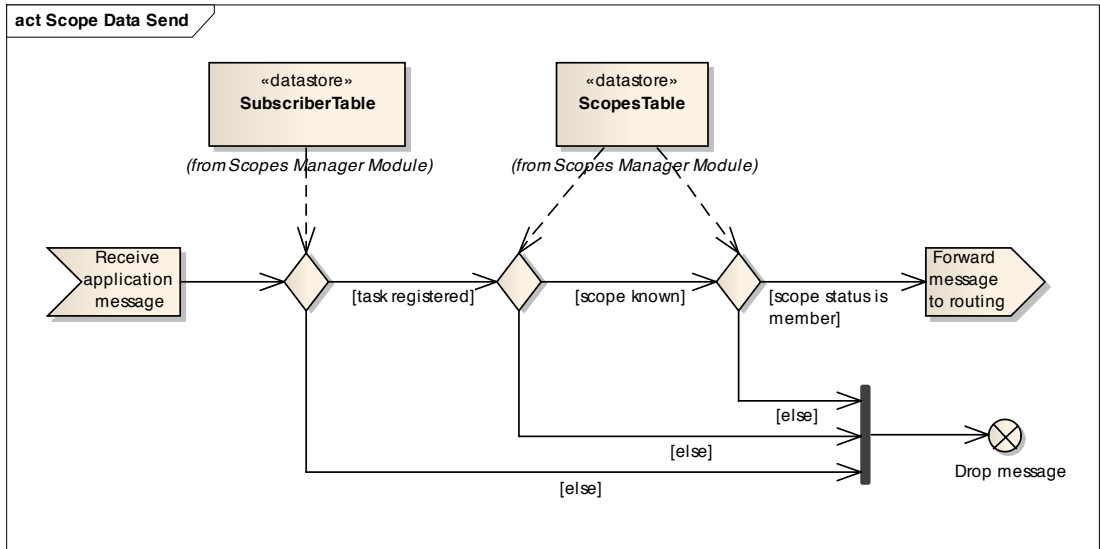 act Scope Data Send
«datastore»
SubscriberTable
(from Scopes Manager Module)
«datastore»
ScopesTable
(from Scopes Manager Module)
Receive
application
message
[task registered]
[scope known]
[scope status is
member]
Forward
message
to routing
[else]
[else]
[else]
Drop message